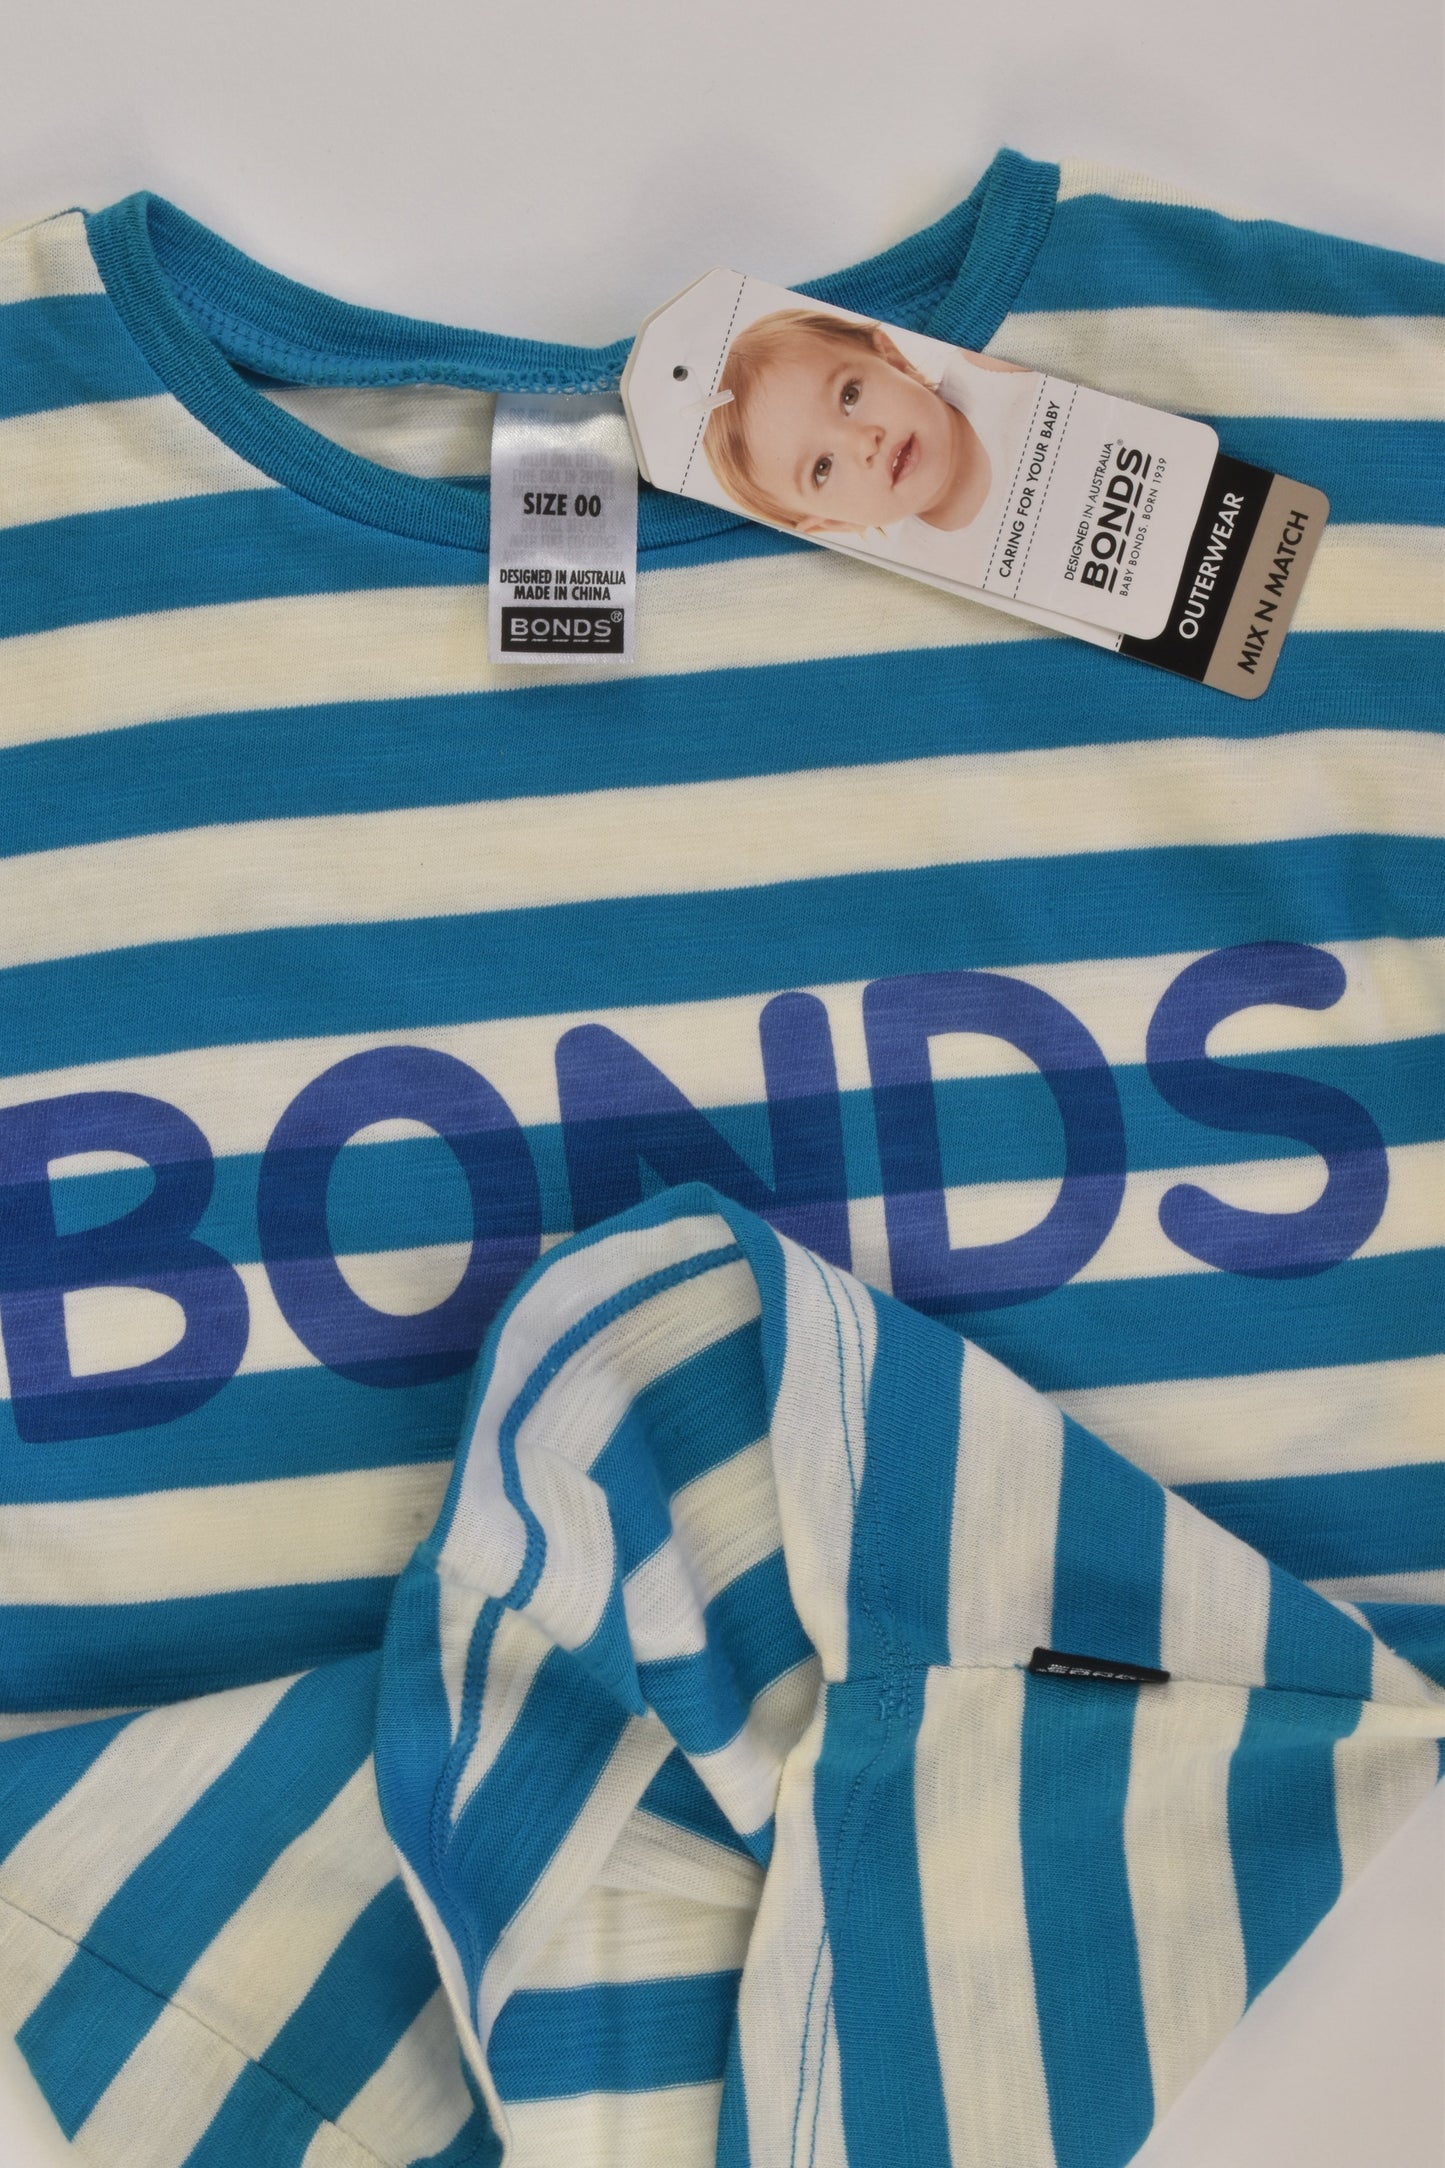 SIZE 00
DESIGNED IN AUSTRALIA
MADE IN CHINA
BONDS®
CARING FOR YOUR BABY
DESIGNED IN AUSTRALIA
BONDS®
BABY BONDS. BORN 1939
OUTERWEAR
MIX N MATCH
BONDS